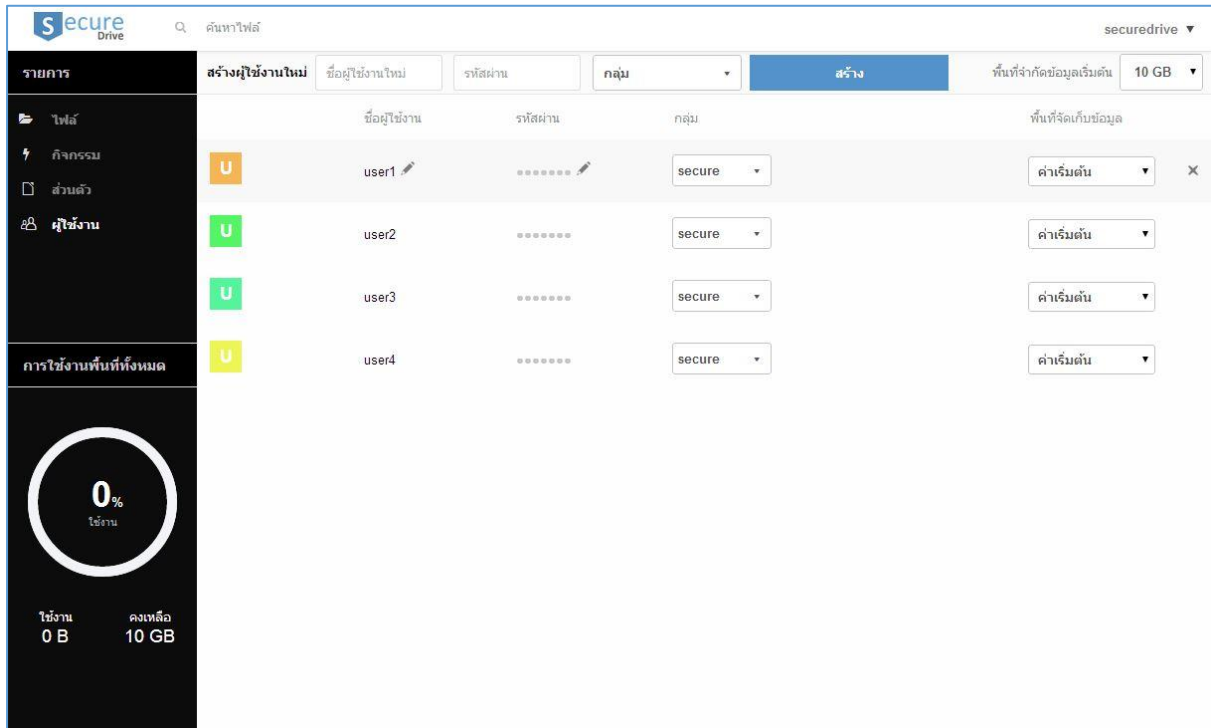 Secure Drive
ค้นหาไฟล์
securedrive ▼
รายการ
สร้างผู้ใช้งานใหม่ ชื่อผู้ใช้งานใหม่ รหัสผ่าน กลุ่ม สร้าง พื้นที่จำกัดข้อมูลเริ่มต้น 10 GB
ชื่อผู้ใช้งาน รหัสผ่าน กลุ่ม พื้นที่จัดเก็บข้อมูล
ไฟล์
กิจกรรม
ส่วนตัว
ผู้ใช้งาน
U user1 ●●●●●●● secure ค่าเริ่มต้น ×
U user2 ●●●●●●● secure ค่าเริ่มต้น
U user3 ●●●●●●● secure ค่าเริ่มต้น
U user4 ●●●●●●● secure ค่าเริ่มต้น
การใช้งานพื้นที่ทั้งหมด
0%
ใช้งาน
ใช้งาน คงเหลือ
0 B 10 GB